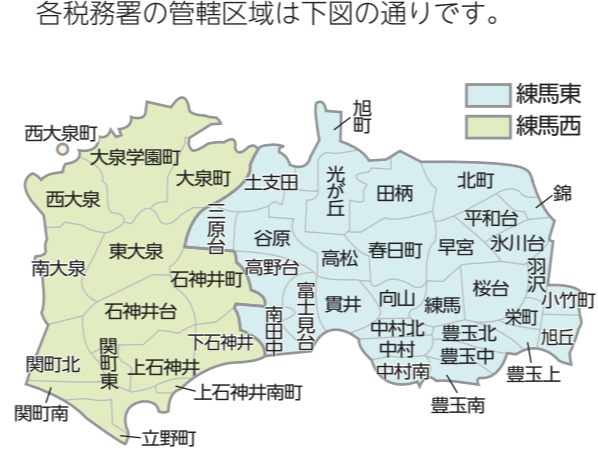 各税務署の管轄区域は下図の通りです。
練馬東
練馬西
旭町
西大泉町
大泉学園町
大泉町
土支田
光が丘
田柄
北町
錦
西大泉
三原台
平和台
谷原
春日町
早宮
氷川台
東大泉
高松
羽沢
南大泉
高野台
石神井町
富士見台
貫井
向山
練馬
桜台
小竹町
石神井台
南田中
栄町
中村北
豊玉北
旭丘
関町東
下石神井
中村
豊玉中
関町北
上石神井
中村南
豊玉上
上石神井南町
豊玉南
関町南
立野町